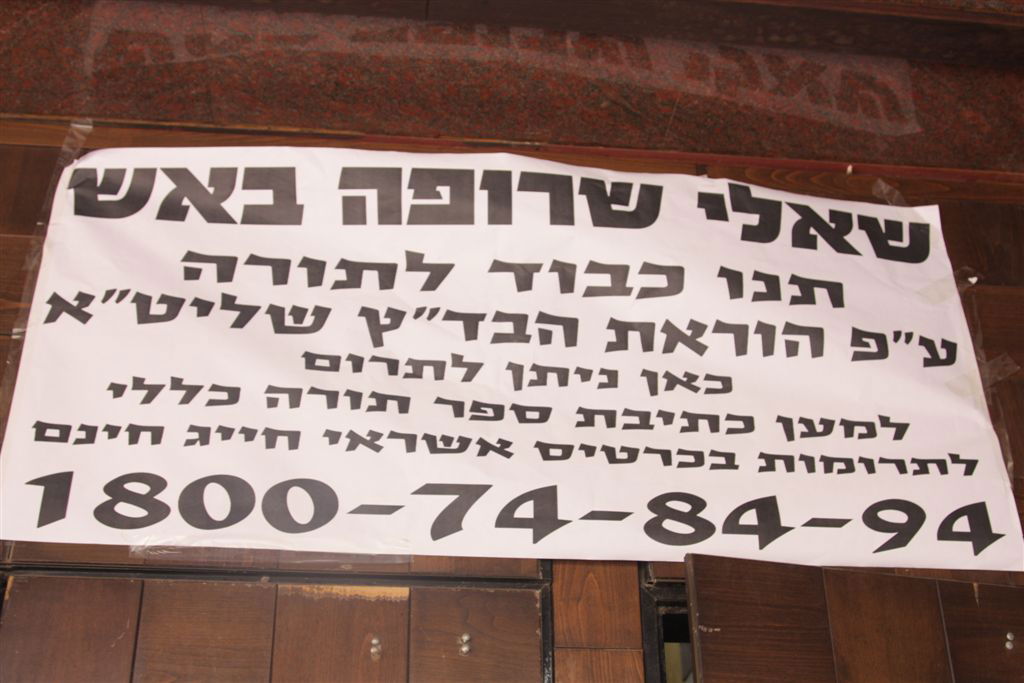 שאלי שרופה באש
תנו כבוד לתורה
ע"פ הוראת הבד"ץ שליט"א
כאן ניתן לתרום
למען כתיבת ספר תורה כללי
לתרומות בכרטיס אשראי חייג חינם
1800-74-84-94